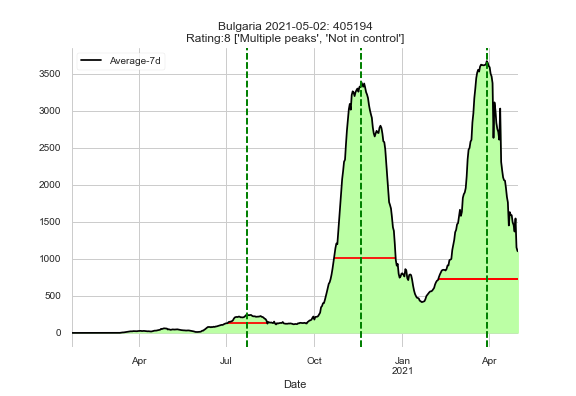 Bulgaria 2021-05-02: 405194
Rating:8 ['Multiple peaks', 'Not in control']
Average-7d
3500
3000
2500
2000
1500
1000
500
0
Apr
Jul
Oct
Jan
2021
Apr
Date